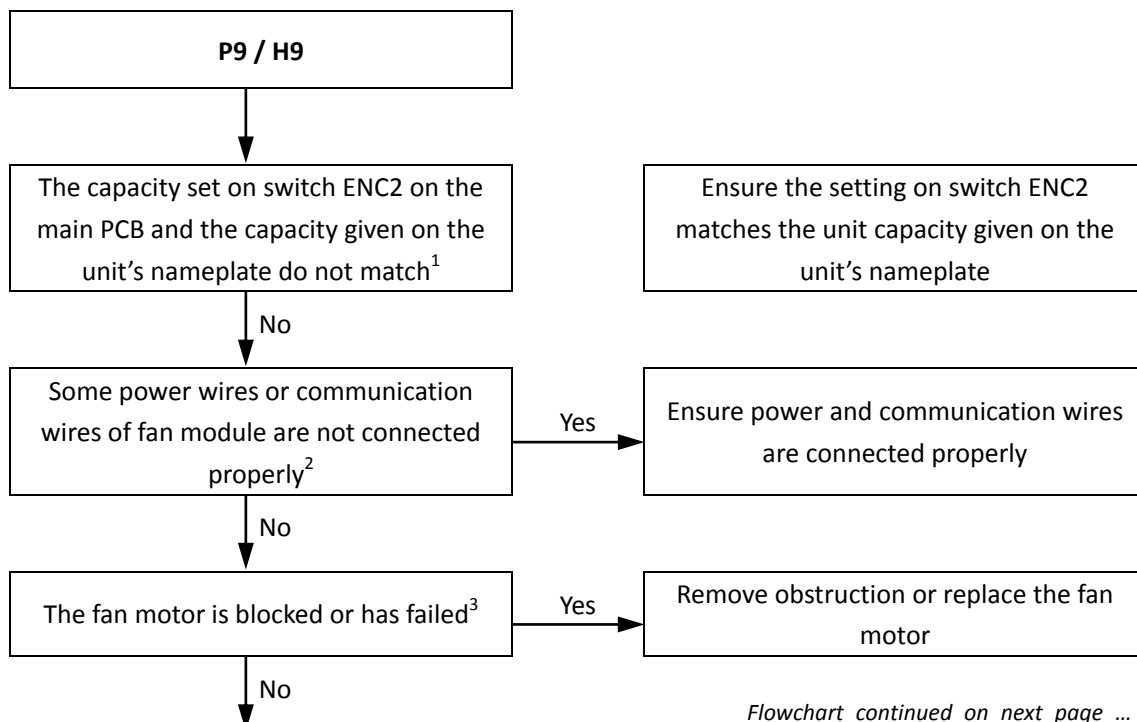 P9 / H9
The capacity set on switch ENC2 on the
main PCB and the capacity given on the
unit’s nameplate do not match1
Ensure the setting on switch ENC2
matches the unit capacity given on the
unit’s nameplate
No
Some power wires or communication
wires of fan module are not connected
properly2
Yes
Ensure power and communication wires
are connected properly
No
The fan motor is blocked or has failed3
Yes
Remove obstruction or replace the fan
motor
No
Flowchart continued on next page …